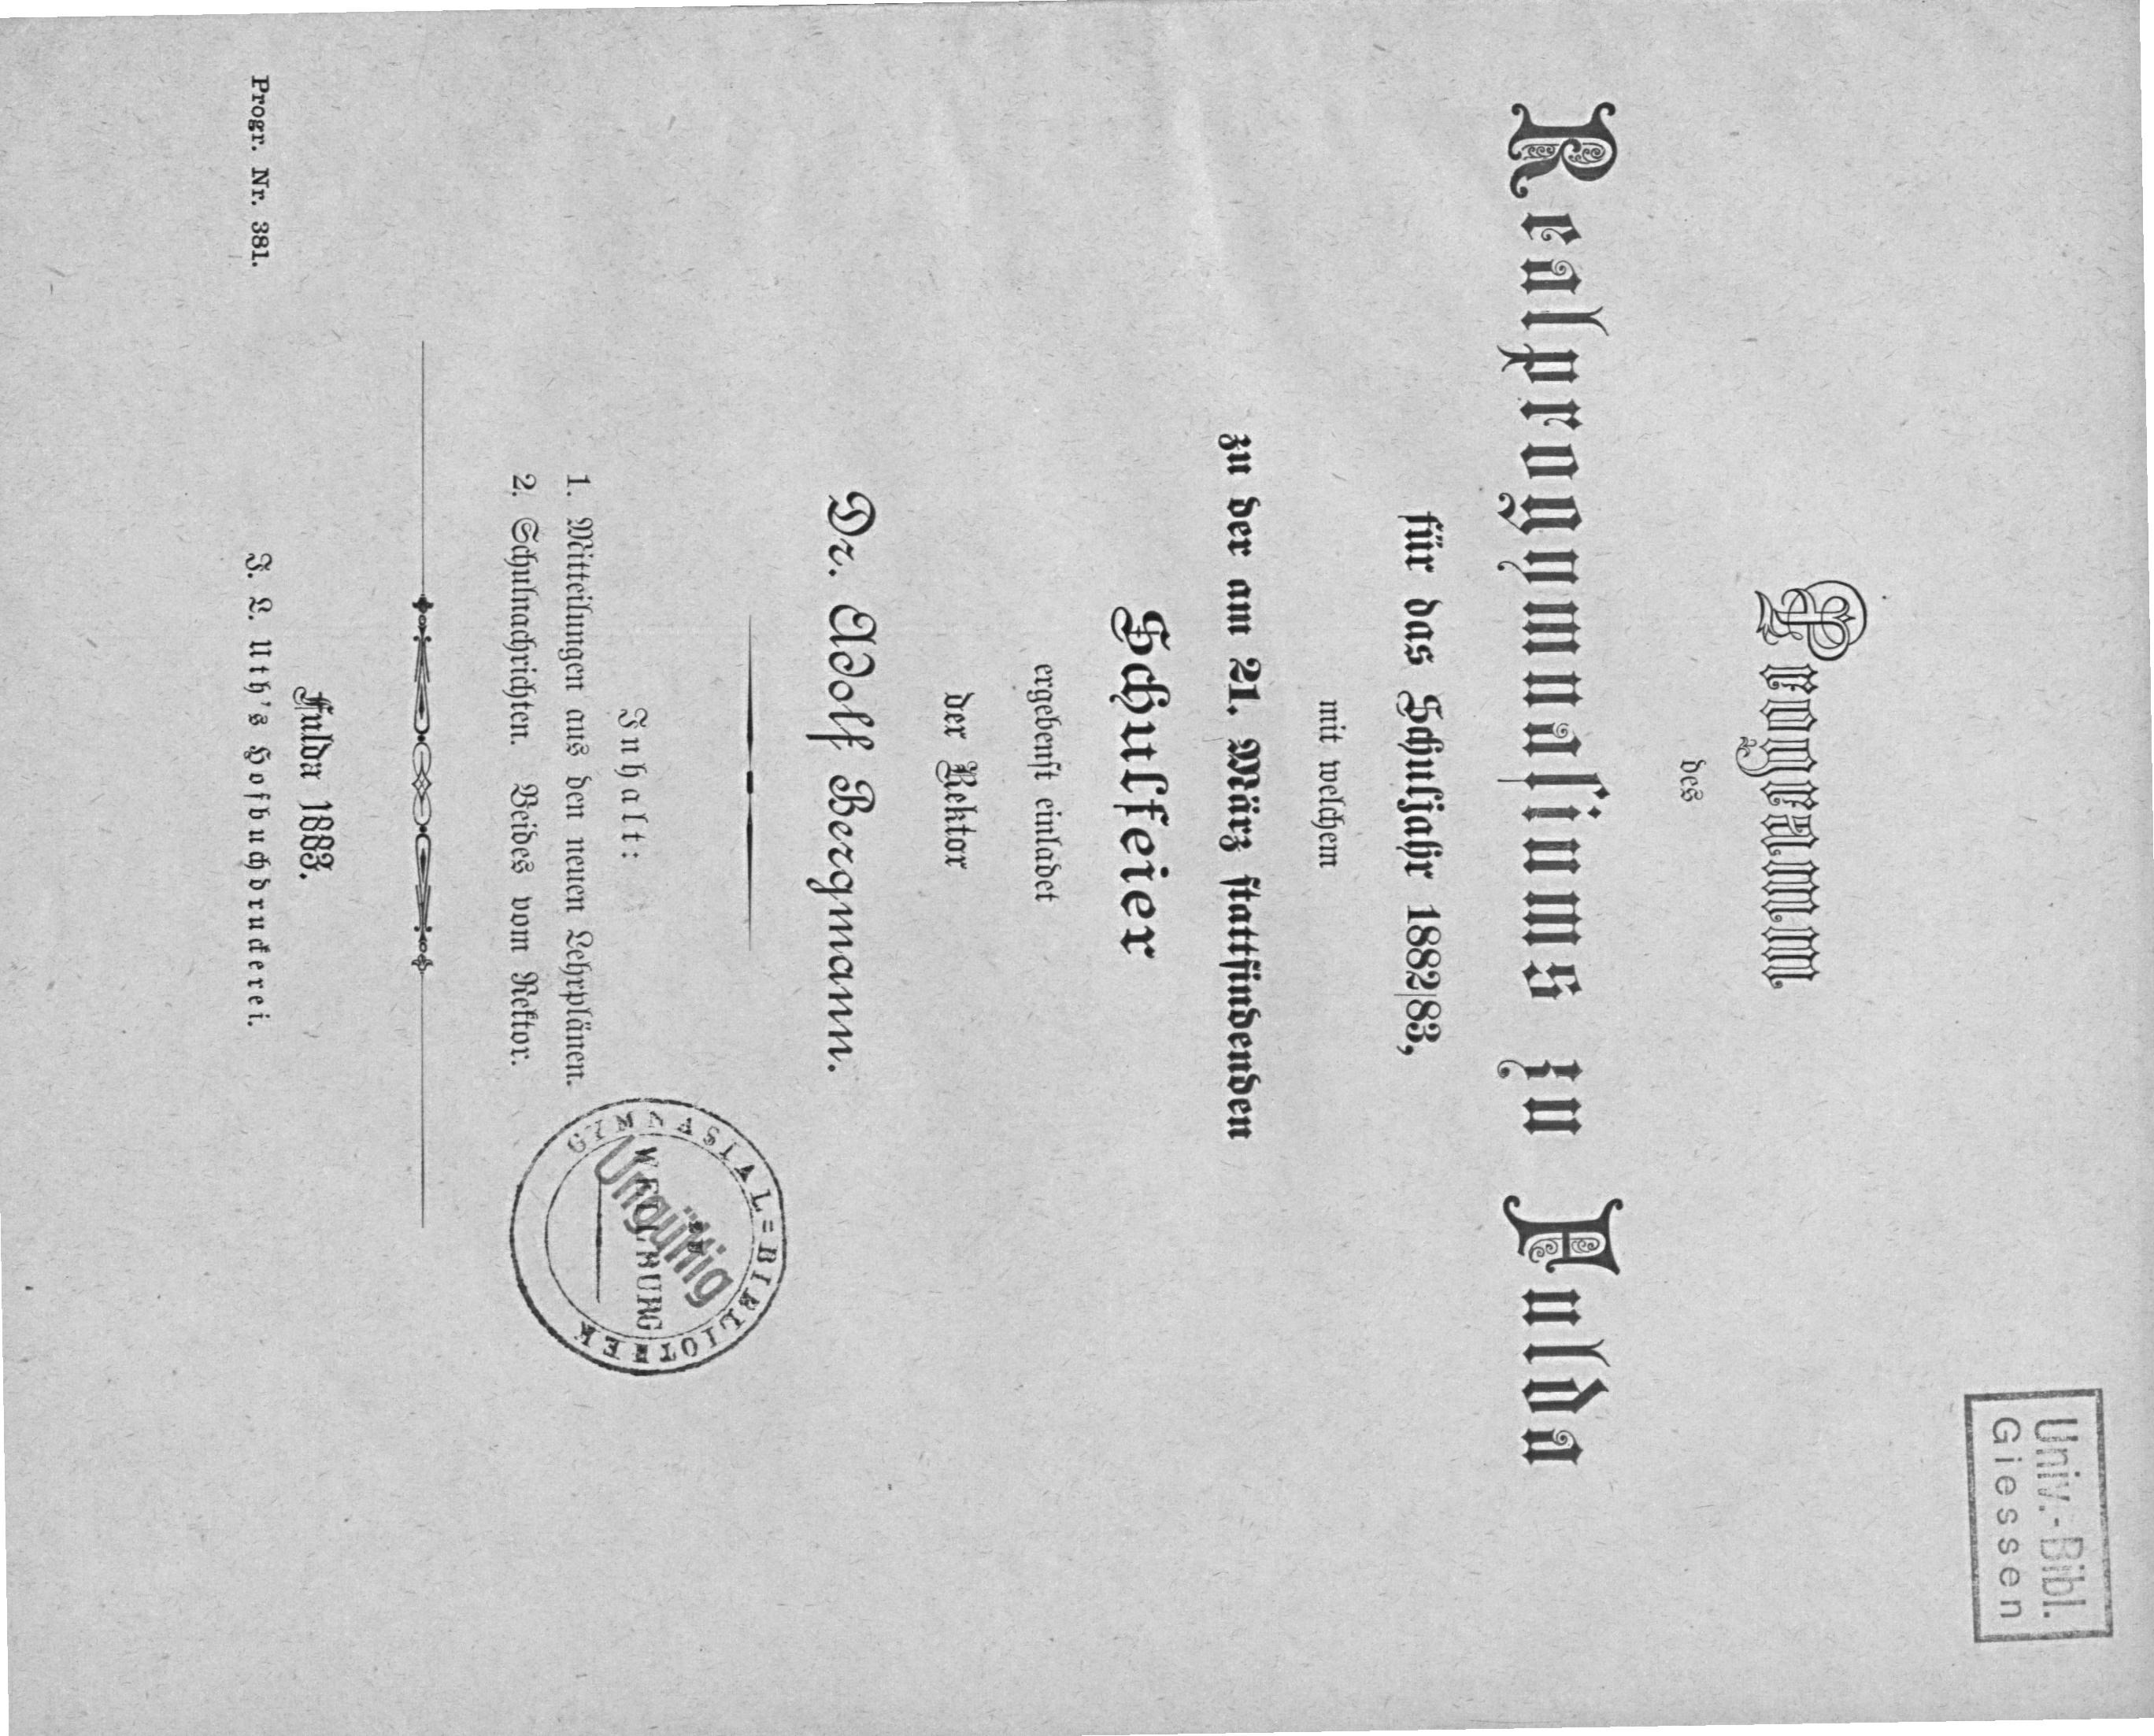 Univ.-Bibl.
Giessen
Programm
des
Realprogymnasiums zu Fulda
für das Schuljahr 1882|83,
mit welchem
zu der am 21. März stattfindenden
Schulfeier
ergebenst einladet
der Rektor
Dr. Adolf Bergmann.
Inhalt:
1. Mitteilungen aus den neuen Lehrplänen.
2. Schulnachrichten. Beides vom Rektor.
GYMNASIAL=BIBLIOTHEK
WEILBURG
Ungültig
Fulda 1883.
J. L. Uth's Hofbuchdruckerei.
Progr. Nr. 381.